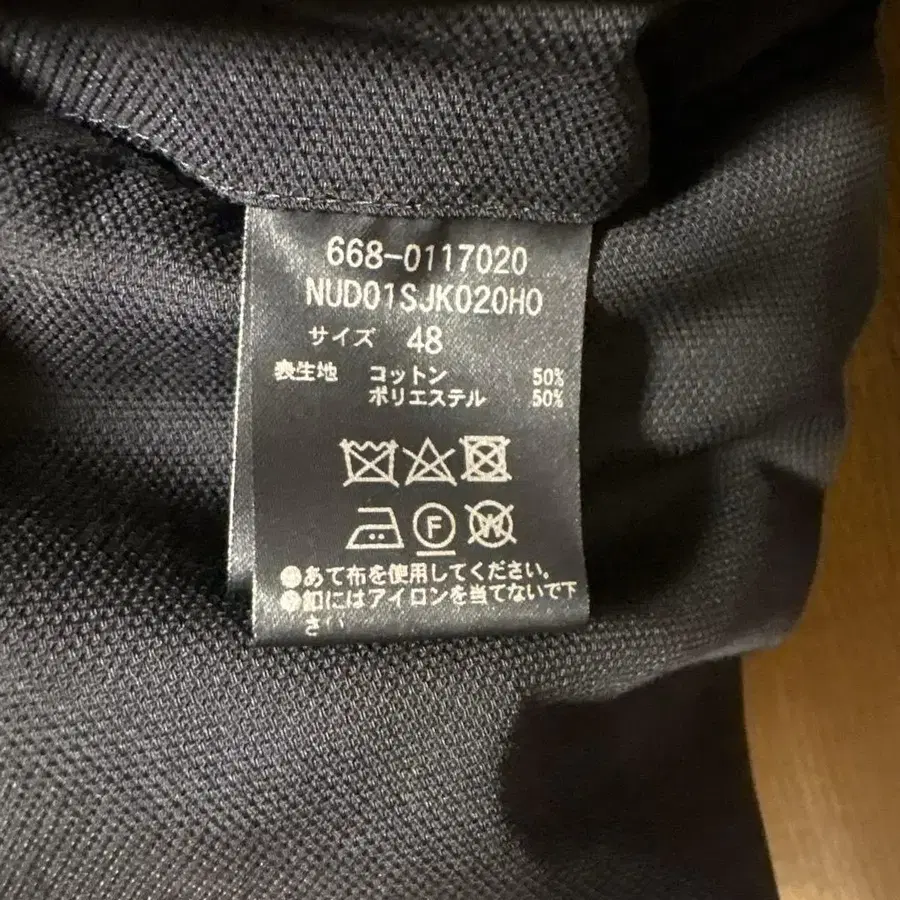 668-0117020
NUD01SJK020HO
サイズ 48
表生地 コットン 50%
ポリエステル 50%
F
W
●あて布を使用してください。
●釦にはアイロンを当てないで下
さい